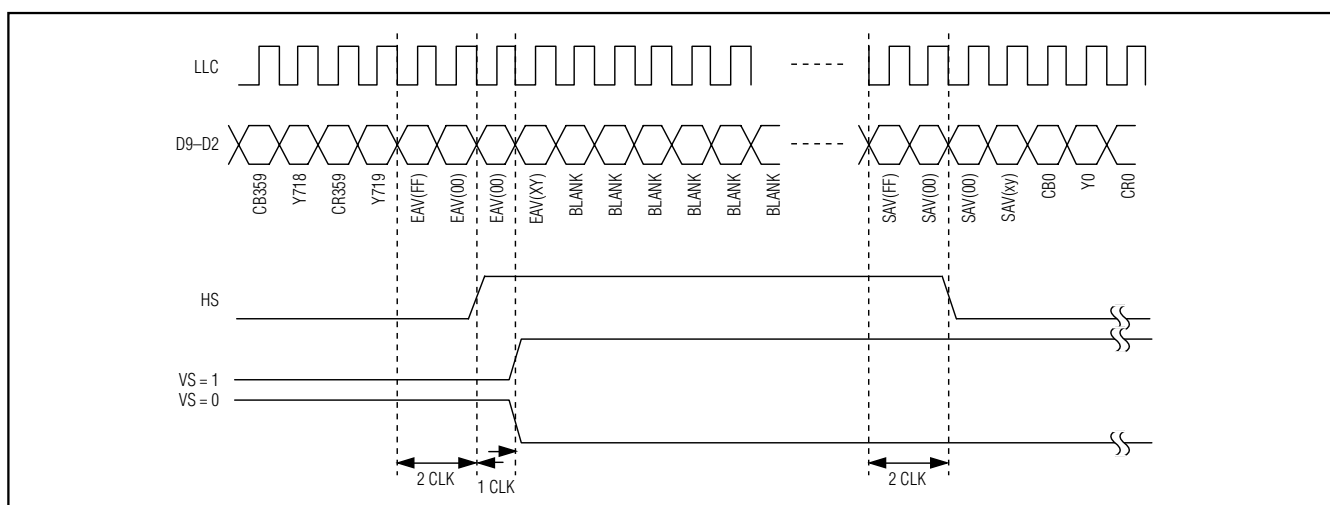 LLC
D9–D2
CB359
Y718
CR359
Y719
EAV(FF)
EAV(00)
EAV(00)
EAV(XY)
BLANK
BLANK
BLANK
BLANK
BLANK
BLANK
SAV(FF)
SAV(00)
SAV(00)
SAV(xy)
CB0
Y0
CR0
HS
VS = 1
VS = 0
2 CLK
1 CLK
2 CLK